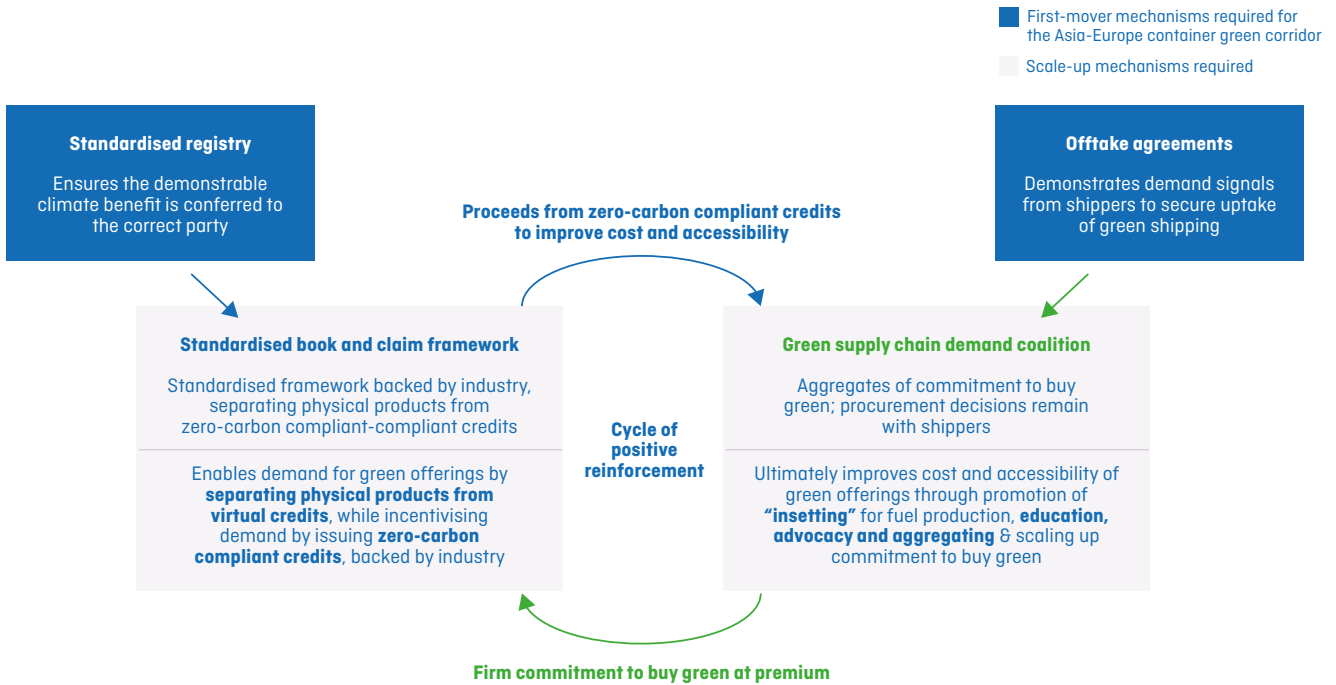 First-mover mechanisms required for
the Asia-Europe container green corridor
Scale-up mechanisms required
Standardised registry
Ensures the demonstrable
climate benefit is conferred to
the correct party
Offtake agreements
Demonstrates demand signals
from shippers to secure uptake
of green shipping
Proceeds from zero-carbon compliant credits
to improve cost and accessibility
Standardised book and claim framework
Standardised framework backed by industry,
separating physical products from
zero-carbon compliant-compliant credits
Enables demand for green offerings by
separating physical products from
virtual credits, while incentivising
demand by issuing zero-carbon
compliant credits, backed by industry
Cycle of
positive
reinforcement
Green supply chain demand coalition
Aggregates of commitment to buy
green; procurement decisions remain
with shippers
Ultimately improves cost and accessibility of
green offerings through promotion of
“insetting” for fuel production, education,
advocacy and aggregating & scaling up
commitment to buy green
Firm commitment to buy green at premium